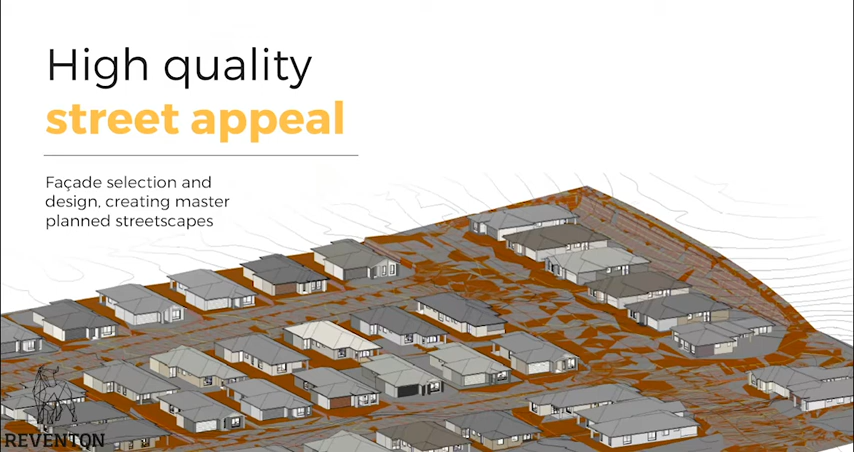 High quality
street appeal
Façade selection and
design, creating master
planned streetscapes
REVENTON